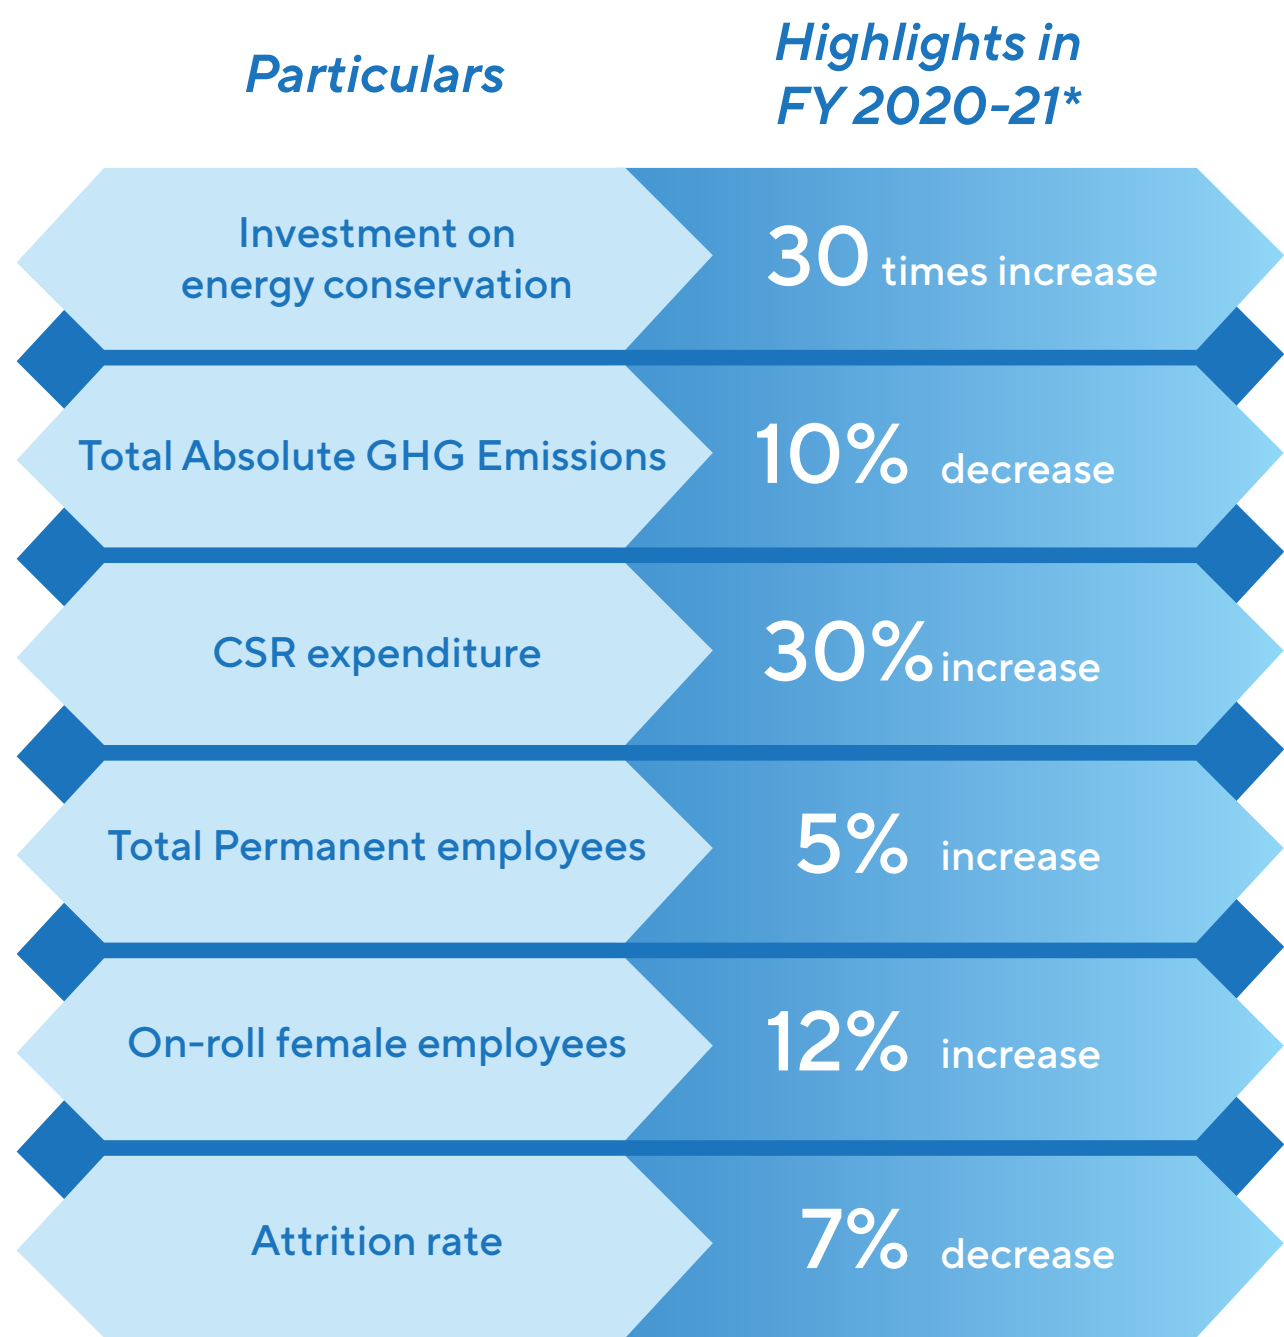 Particulars
Highlights in
FY 2020-21*
Investment on
energy conservation
30 times increase
Total Absolute GHG Emissions
10% decrease
CSR expenditure
30% increase
Total Permanent employees
5% increase
On-roll female employees
12% increase
Attrition rate
7% decrease